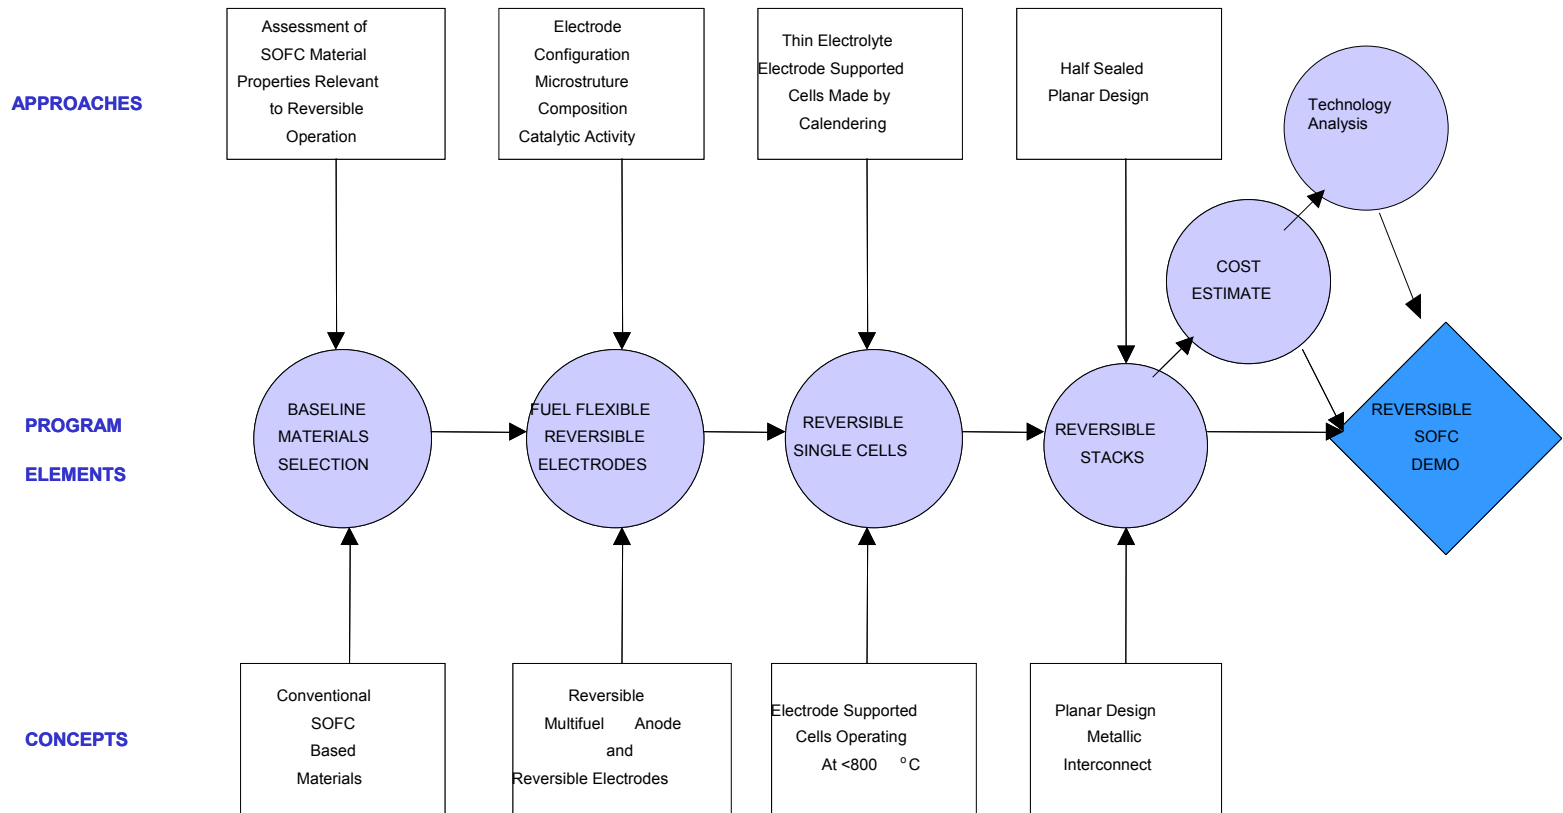 APPROACHES
Assessment of
SOFC Material
Properties Relevant
to Reversible
Operation
Electrode
Configuration
Microstruture
Composition
Catalytic Activity
Thin Electrolyte
Electrode Supported
Cells Made by
Calendering
Half Sealed
Planar Design
Technology
Analysis
COST
ESTIMATE
PROGRAM
ELEMENTS
BASELINE
MATERIALS
SELECTION
FUEL FLEXIBLE
REVERSIBLE
ELECTRODES
REVERSIBLE
SINGLE CELLS
REVERSIBLE
STACKS
REVERSIBLE
SOFC
DEMO
CONCEPTS
Conventional
SOFC
Based
Materials
Reversible
Multifuel Anode
and
Reversible Electrodes
Electrode Supported
Cells Operating
At <800 °C
Planar Design
Metallic
Interconnect